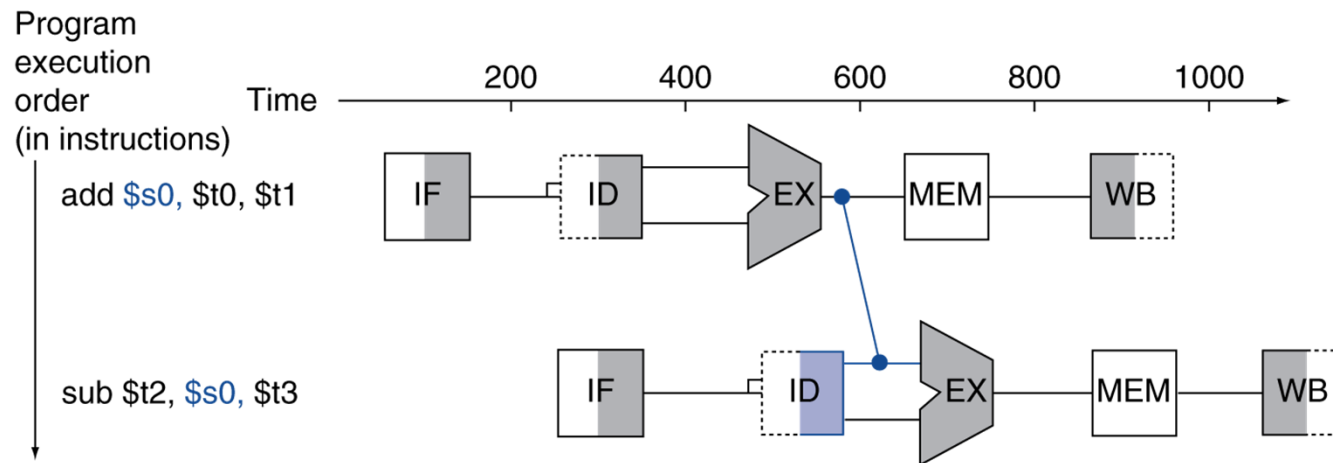 Program
execution
order
(in instructions)
Time
200 400 600 800 1000
add $s0, $t0, $t1
IF ID EX MEM WB
sub $t2, $s0, $t3
IF ID EX MEM WB